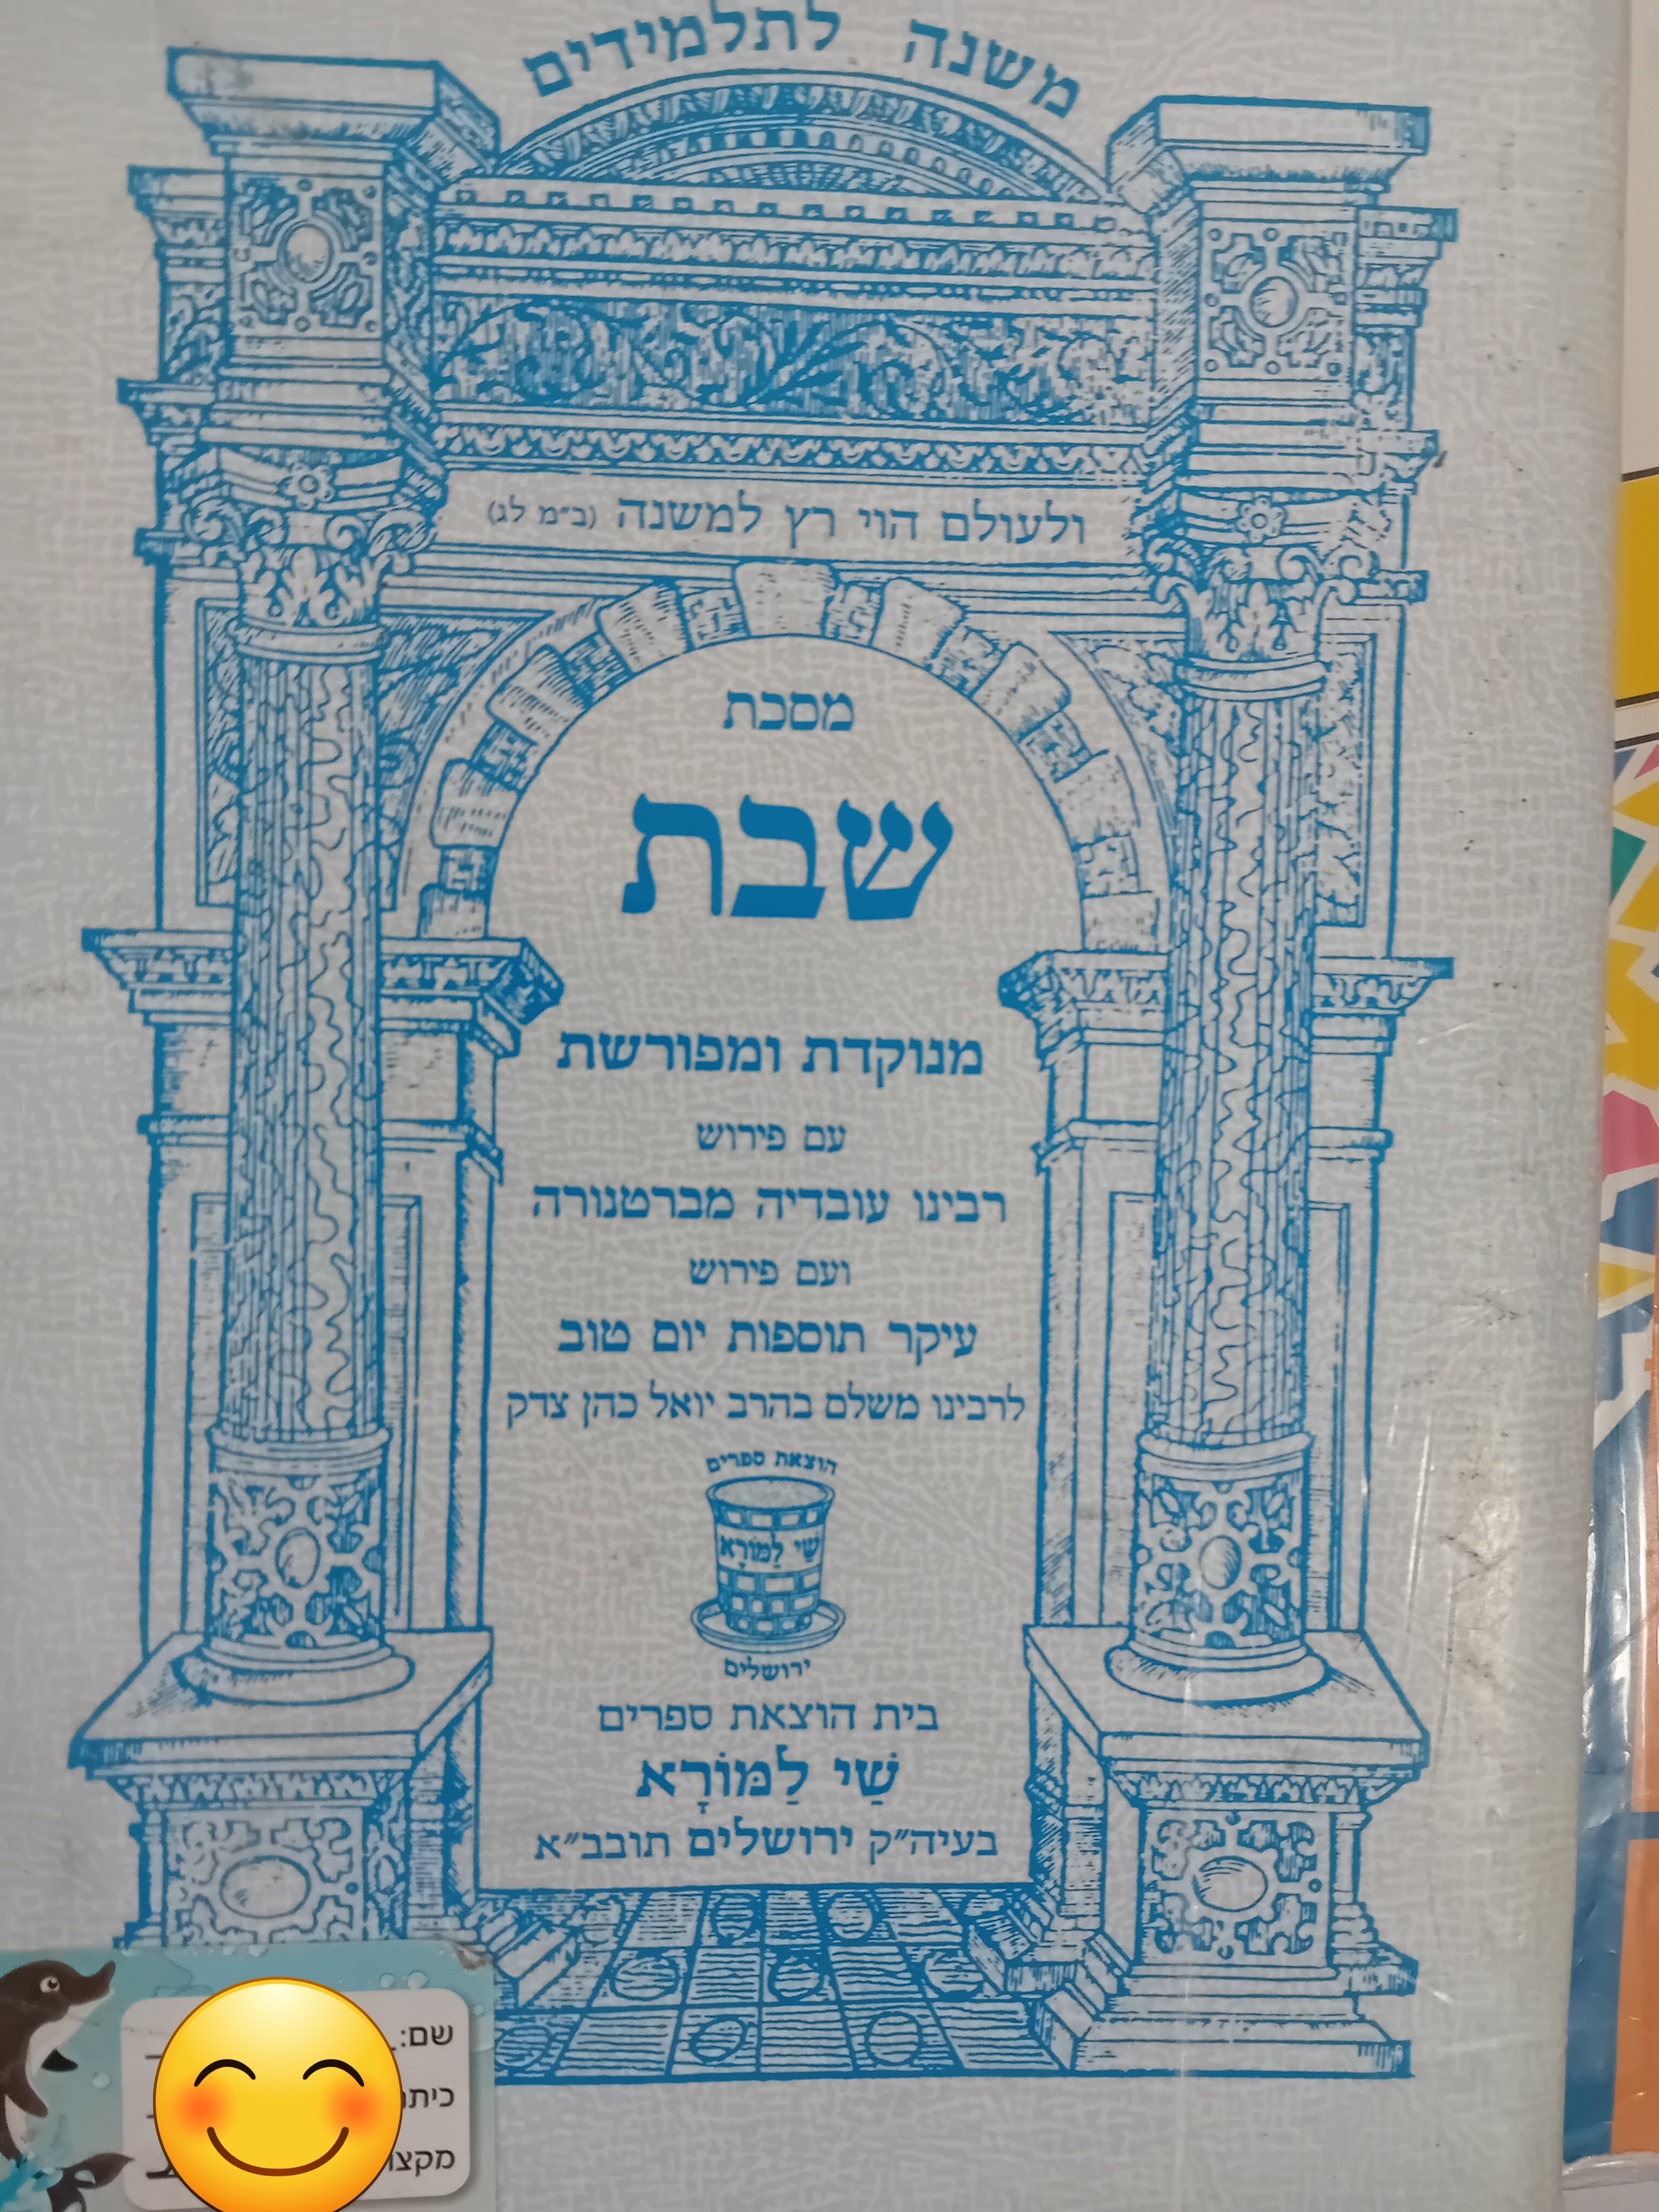 משנה לתלמידים
ולעולם הוי רץ למשנה (ב״מ לג)
מסכת
שבת
מנוקדת ומפורשת
עם פירוש
רבינו עובדיה מברטנורה
ועם פירוש
עיקר תוספות יום טוב
לרבינו משלם בהרב יואל כהן צדק
הוצאת ספרים
שַׁי לַמּוֹרָא
ירושלים
בית הוצאת ספרים
שַׁי לַמּוֹרָא
בעיה״ק ירושלים תובב״א
שם: